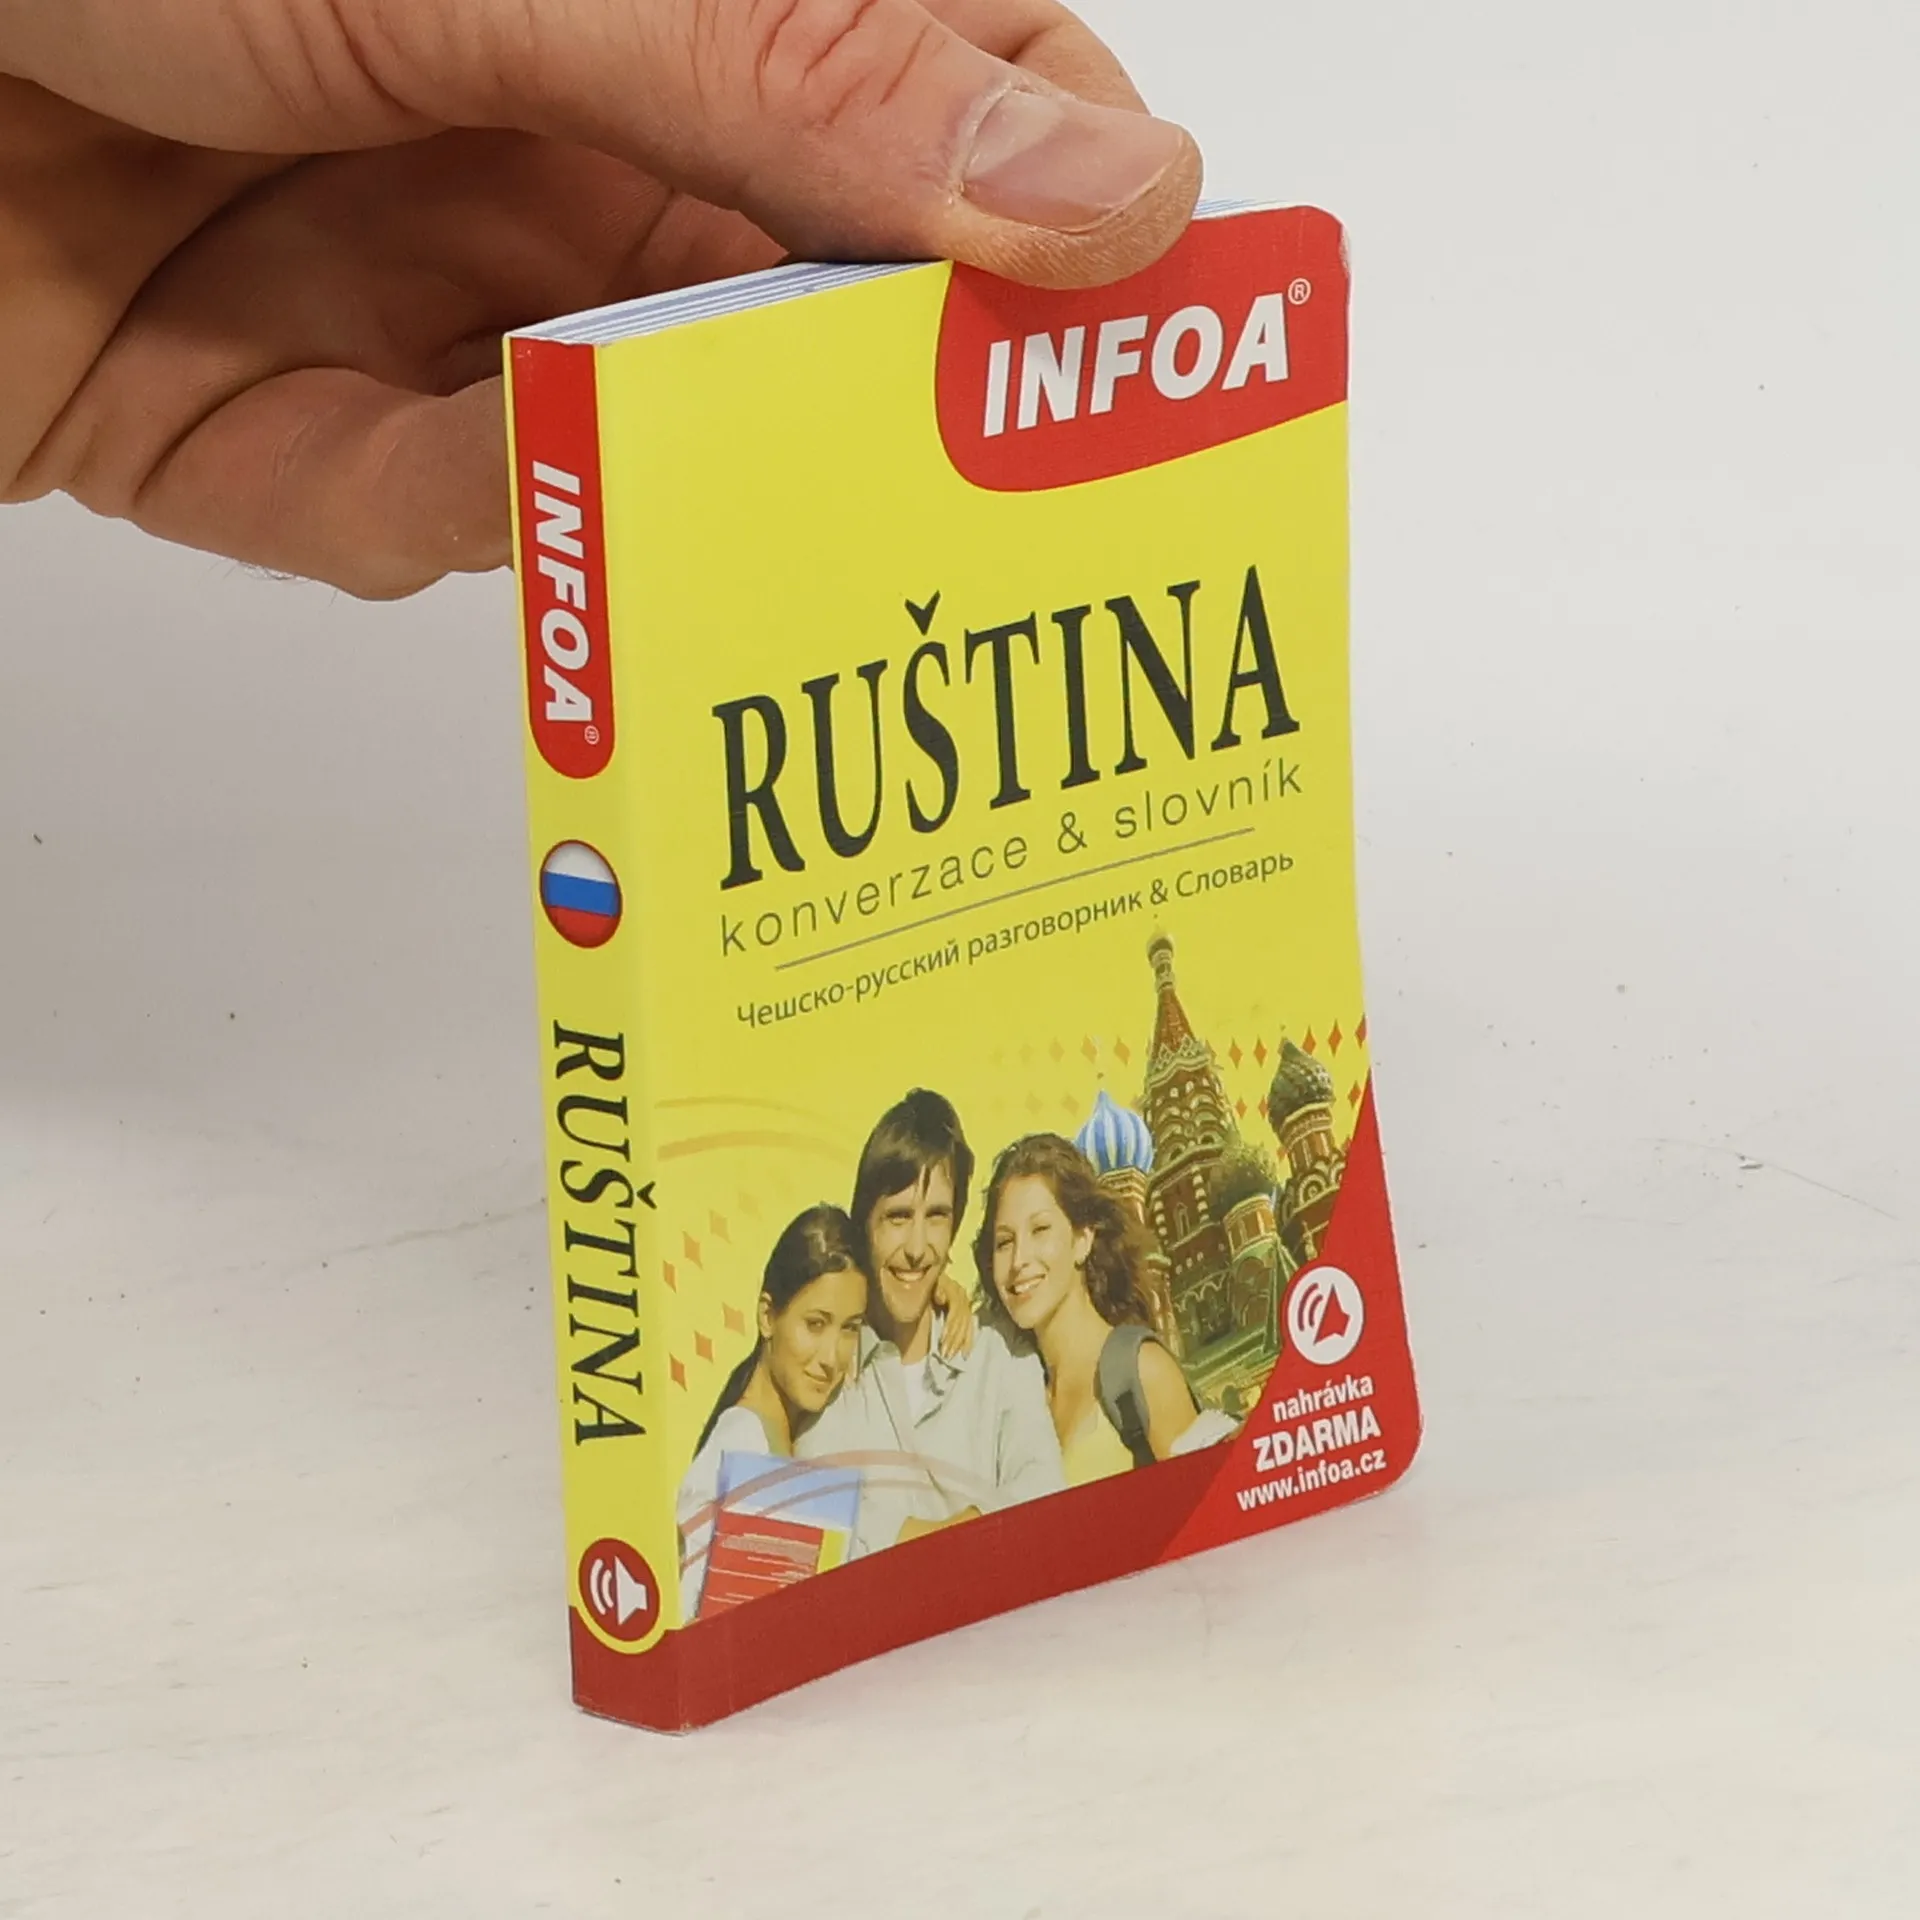 INFOA®
RUŠTINA
konverzace & slovník
Чешско-русский разговорник & Словарь
nahrávka
ZDARMA
www.infoa.cz
INFOA®
RUŠTINA